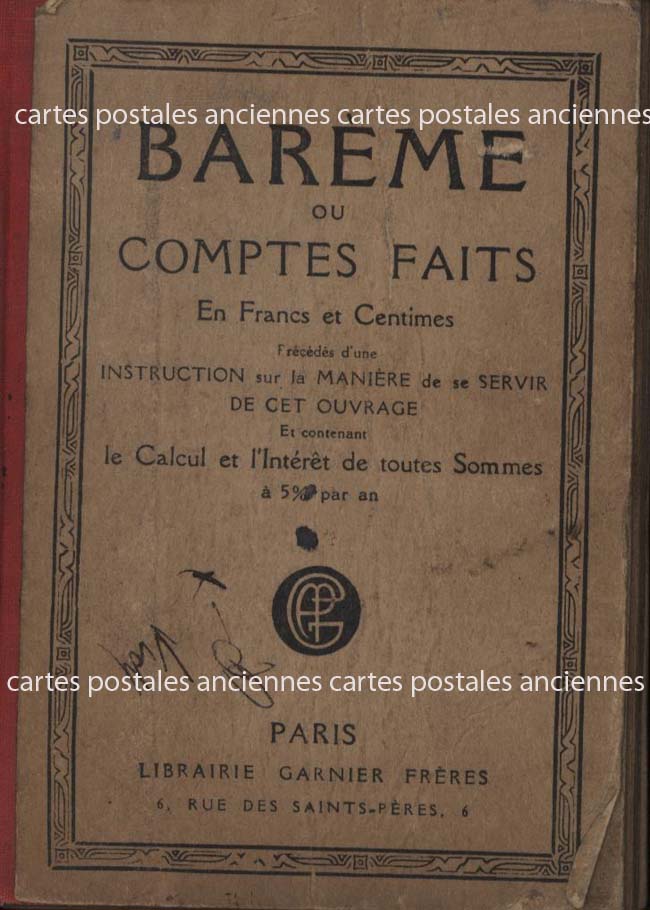 cartes postales anciennes cartes postales anciennes
BARÈME
OU
COMPTES FAITS
En Francs et Centimes
Précédés d'une
INSTRUCTION sur la MANIÈRE de se SERVIR
DE CET OUVRAGE
Et contenant
le Calcul et l'Intérêt de toutes Sommes
à 5% par an
cartes postales anciennes cartes postales anciennes
PARIS
LIBRAIRIE GARNIER FRÈRES
6, RUE DES SAINTS-PÈRES, 6